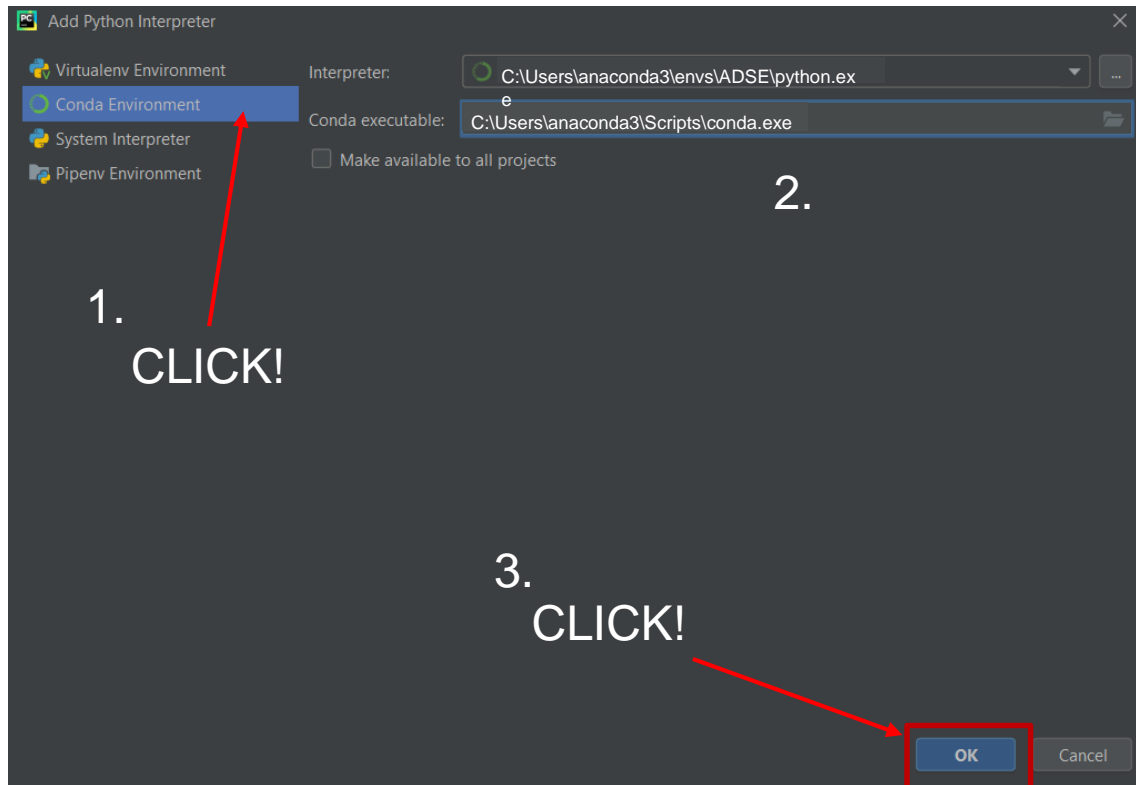 PC Add Python Interpreter
Virtualenv Environment
Conda Environment
System Interpreter
Pipenv Environment
Interpreter: C:\Users\anaconda3\envs\ADSE\python.ex
e
...
Conda executable: C:\Users\anaconda3\Scripts\conda.exe
Make available to all projects
2.
1.
CLICK!
3.
CLICK!
OK Cancel